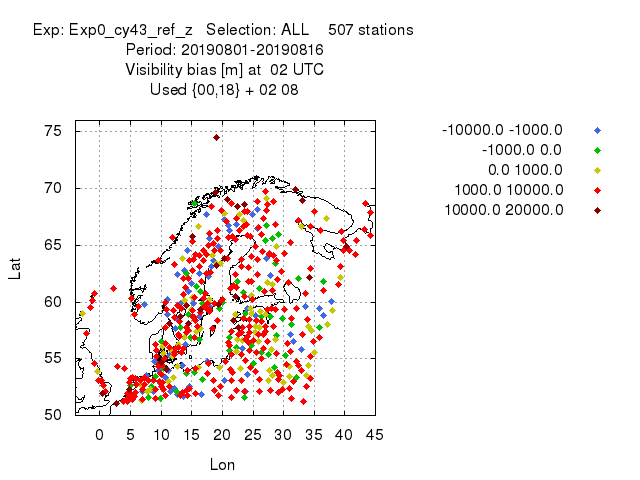 Exp: Exp0_cy43_ref_z Selection: ALL 507 stations
Period: 20190801-20190816
Visibility bias [m] at 02 UTC
Used {00,18} + 02 08
-10000.0 -1000.0
-1000.0 0.0
0.0 1000.0
1000.0 10000.0
10000.0 20000.0
75
70
65
60
55
50
Lat
0 5 10 15 20 25 30 35 40 45
Lon